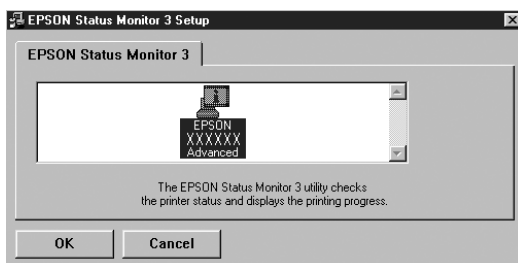 EPSON Status Monitor 3 Setup
EPSON Status Monitor 3
EPSON
XXXXXX
Advanced
The EPSON Status Monitor 3 utility checks
the printer status and displays the printing progress.
OK Cancel